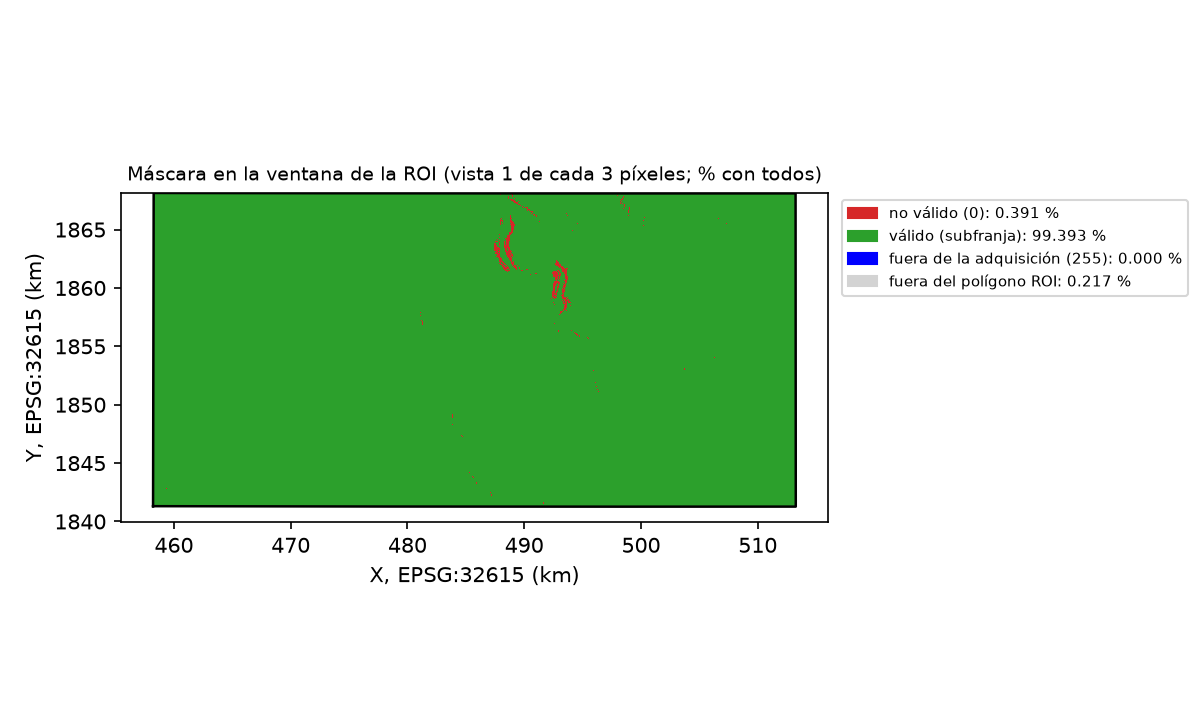 Máscara en la ventana de la ROI (vista 1 de cada 3 píxeles; % con todos)
no válido (0): 0.391 %
válido (subfranja): 99.393 %
fuera de la adquisición (255): 0.000 %
fuera del polígono ROI: 0.217 %
Y, EPSG:32615 (km)
1865
1860
1855
1850
1845
1840
460 470 480 490 500 510
X, EPSG:32615 (km)